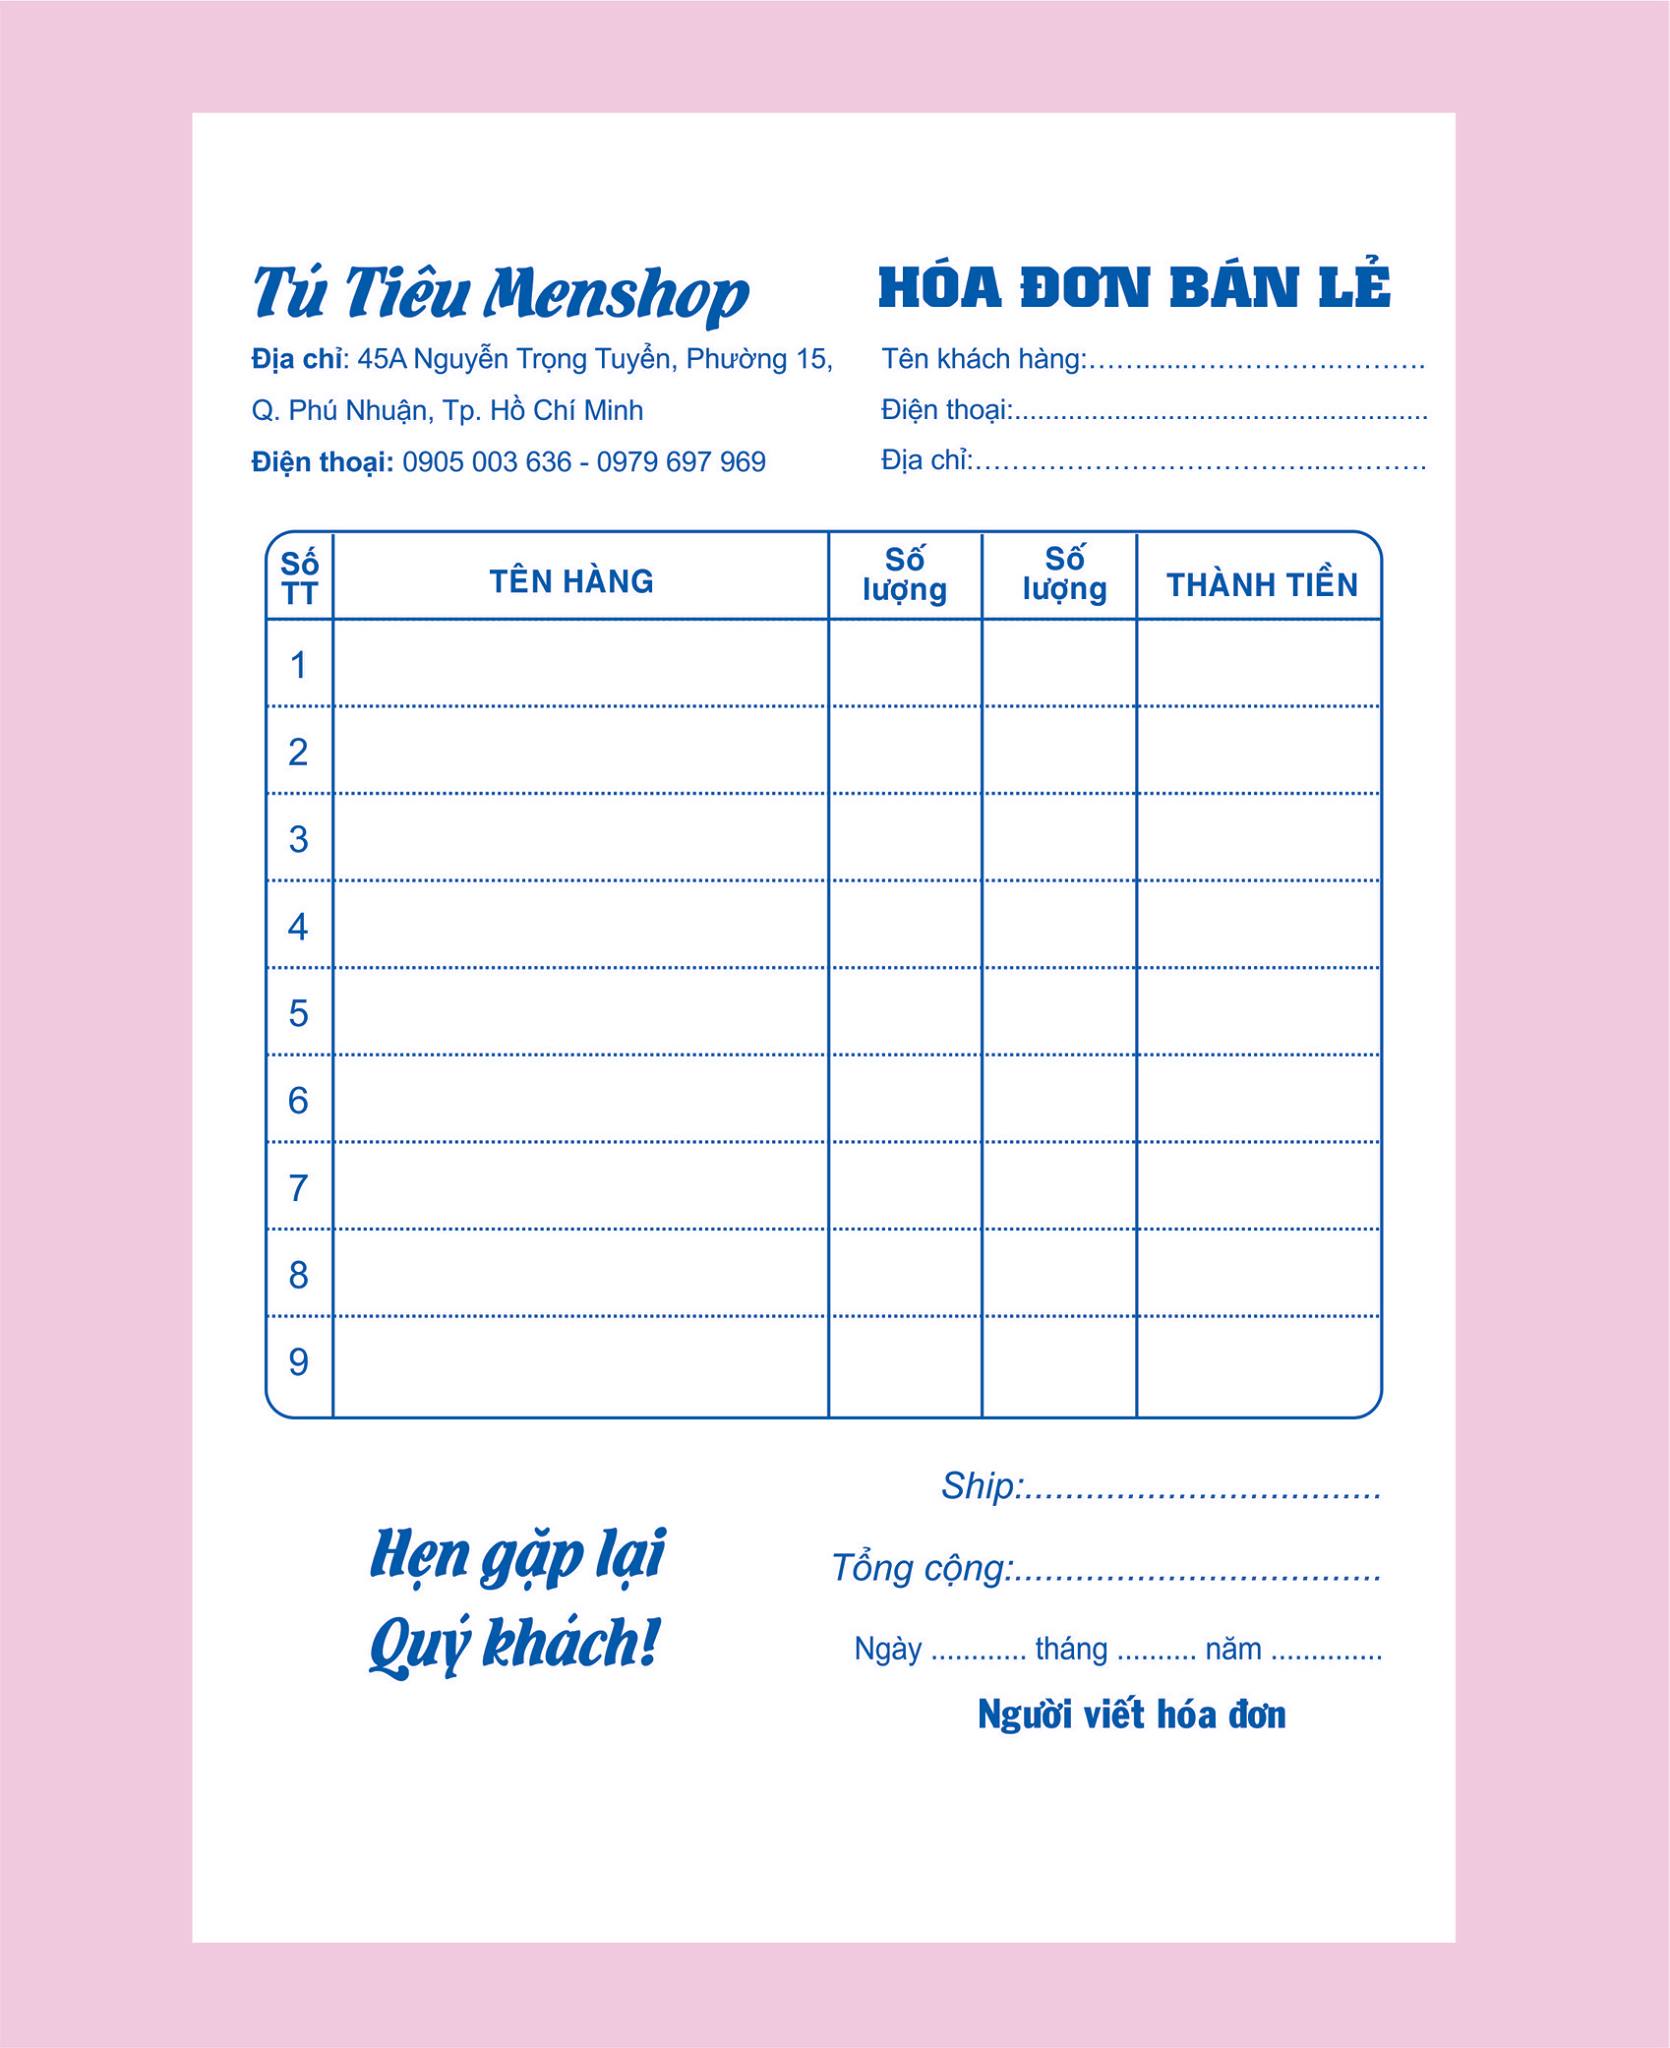 Tú Tiêu Menshop
Địa chỉ: 45A Nguyễn Trọng Tuyển, Phường 15,
Q. Phú Nhuận, Tp. Hồ Chí Minh
Điện thoại: 0905 003 636 - 0979 697 969
HÓA ĐƠN BÁN LẺ
Tên khách hàng:....................................................
Điện thoại:......................................................
Địa chỉ:............................................................
Số TT
TÊN HÀNG
Số lượng
Số lượng
THÀNH TIỀN
1
2
3
4
5
6
7
8
9
Ship:...................................
Tổng cộng:....................................
Hẹn gặp lại
Quý khách!
Ngày ............ tháng .......... năm ..............
Người viết hóa đơn